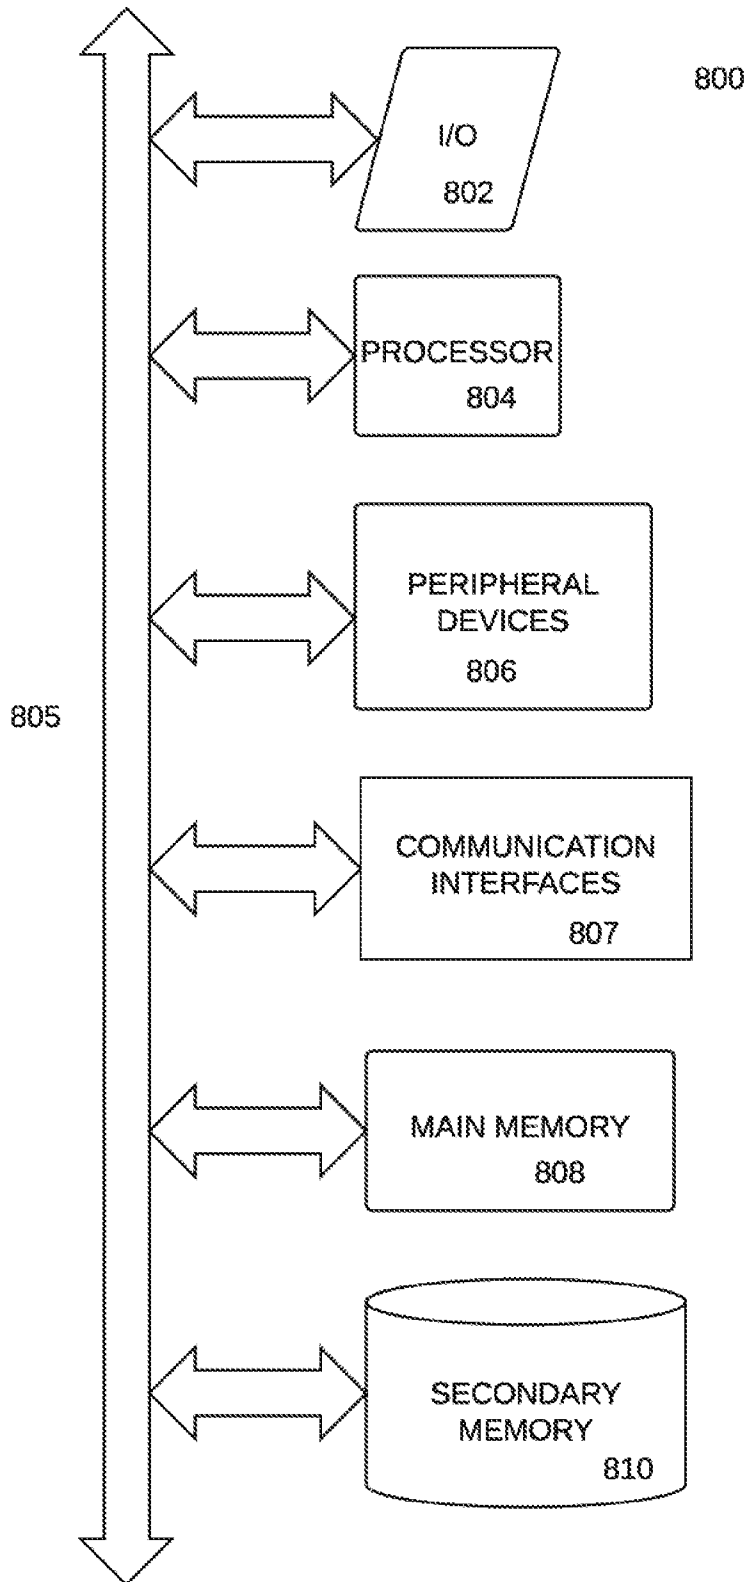 800
I/O
802
PROCESSOR
804
PERIPHERAL
DEVICES
806
805
COMMUNICATION
INTERFACES
807
MAIN MEMORY
808
SECONDARY
MEMORY
810